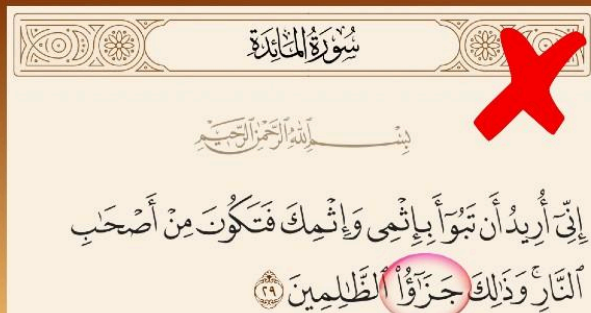 سُورَةُ المَائِدَة
بِسْمِ ٱللَّهِ ٱلرَّحْمَٰنِ ٱلرَّحِيمِ
إِنِّىٓ أُرِيدُ أَن تَبُوٓأَ بِإِثْمِى وَإِثْمِكَ فَتَكُونَ مِنْ أَصْحَٰبِ
ٱلنَّارِ ۚ وَذَٰلِكَ جَزَٰٓؤُا۟ ٱلظَّٰلِمِينَ ٢٩